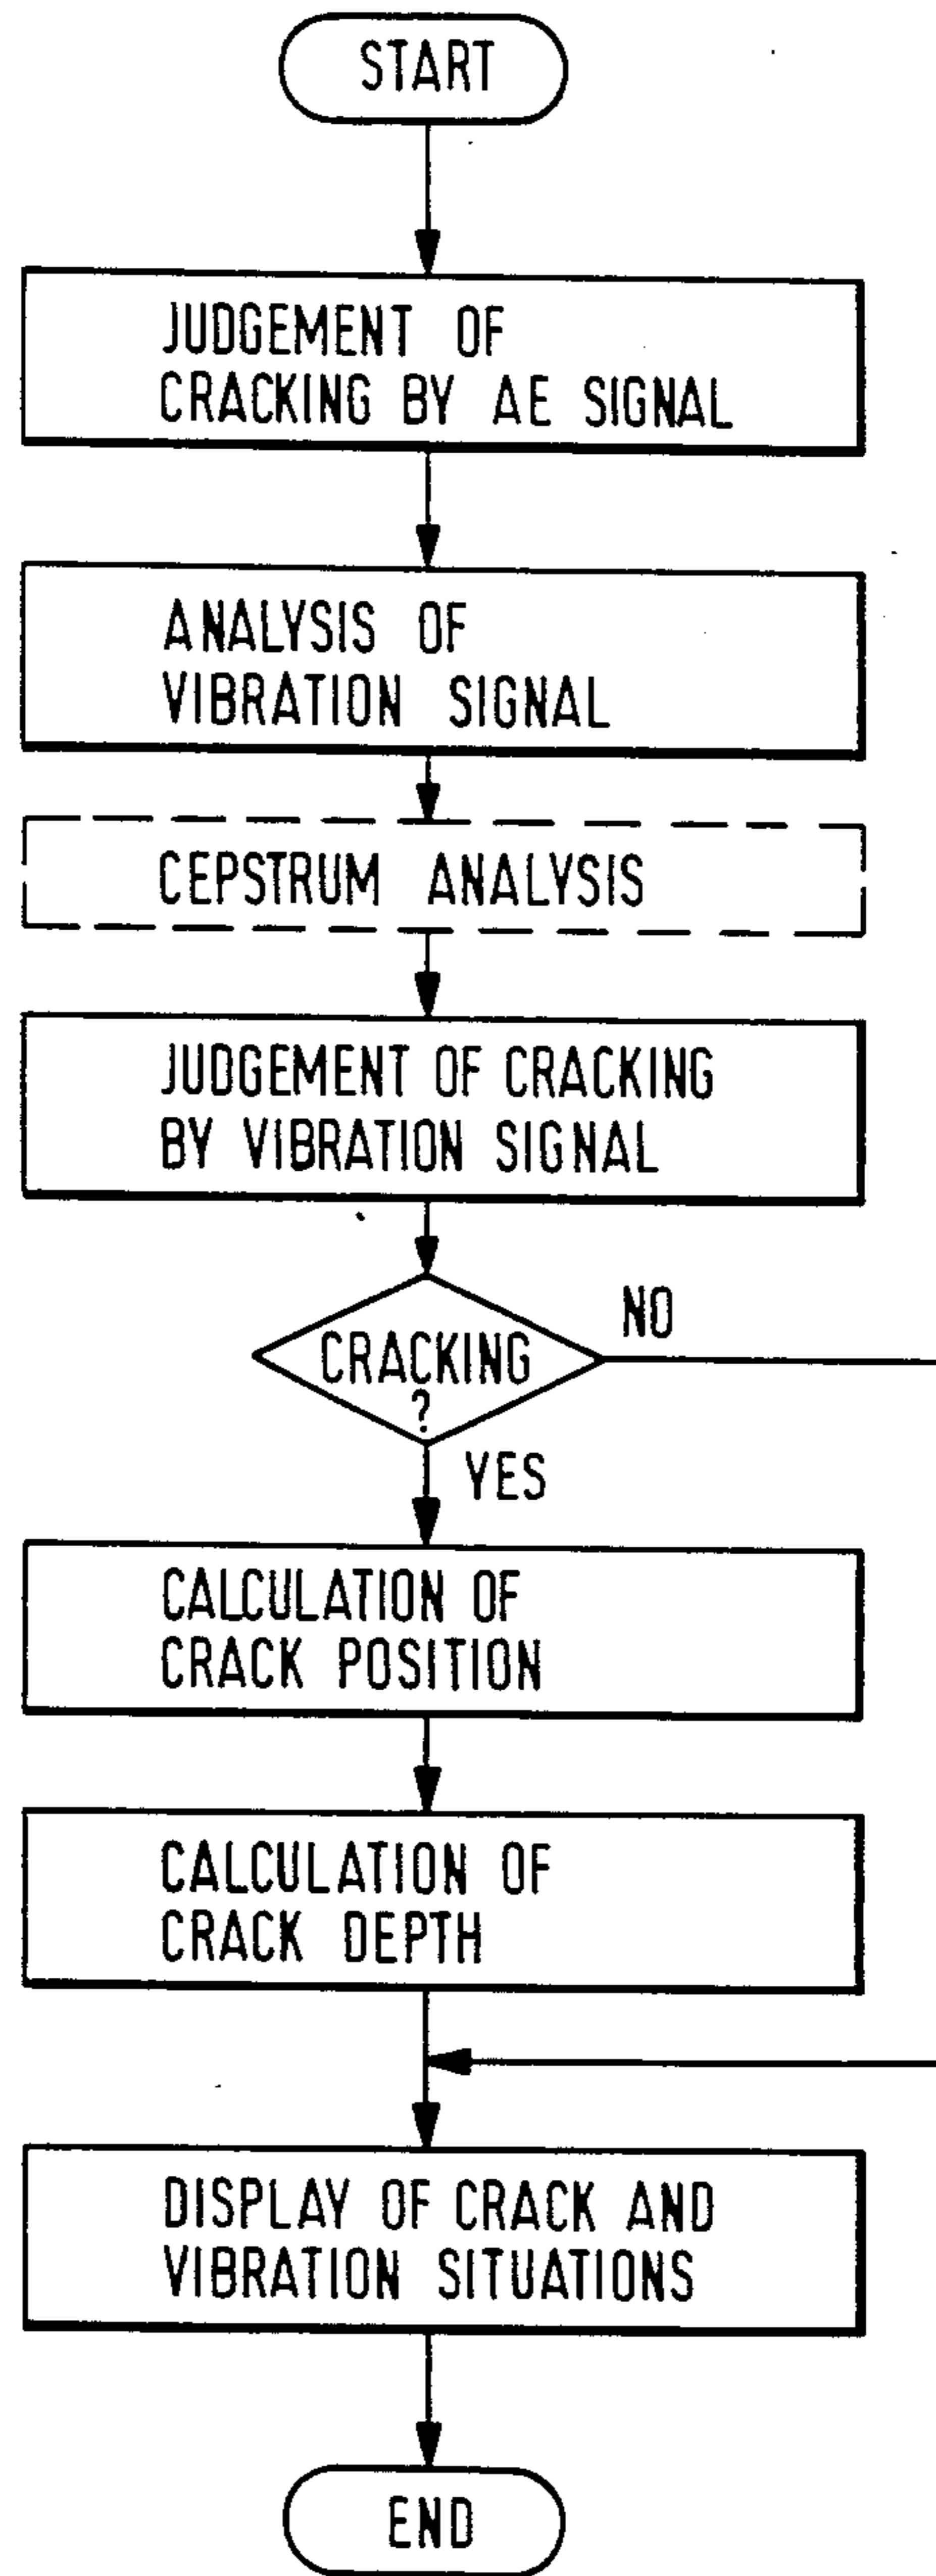 START
JUDGEMENT OF
CRACKING BY AE SIGNAL
ANALYSIS OF
VIBRATION SIGNAL
CEPSTRUM ANALYSIS
JUDGEMENT OF CRACKING
BY VIBRATION SIGNAL
CRACKING
?
NO
YES
CALCULATION OF
CRACK POSITION
CALCULATION OF
CRACK DEPTH
DISPLAY OF CRACK AND
VIBRATION SITUATIONS
END